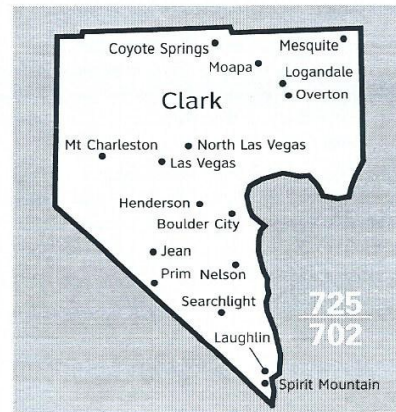 Coyote Springs
Mesquite
Moapa
Logandale
Overton
Clark
Mt Charleston
North Las Vegas
Las Vegas
Henderson
Boulder City
Jean
Prim
Nelson
Searchlight
725
702
Laughlin
Spirit Mountain